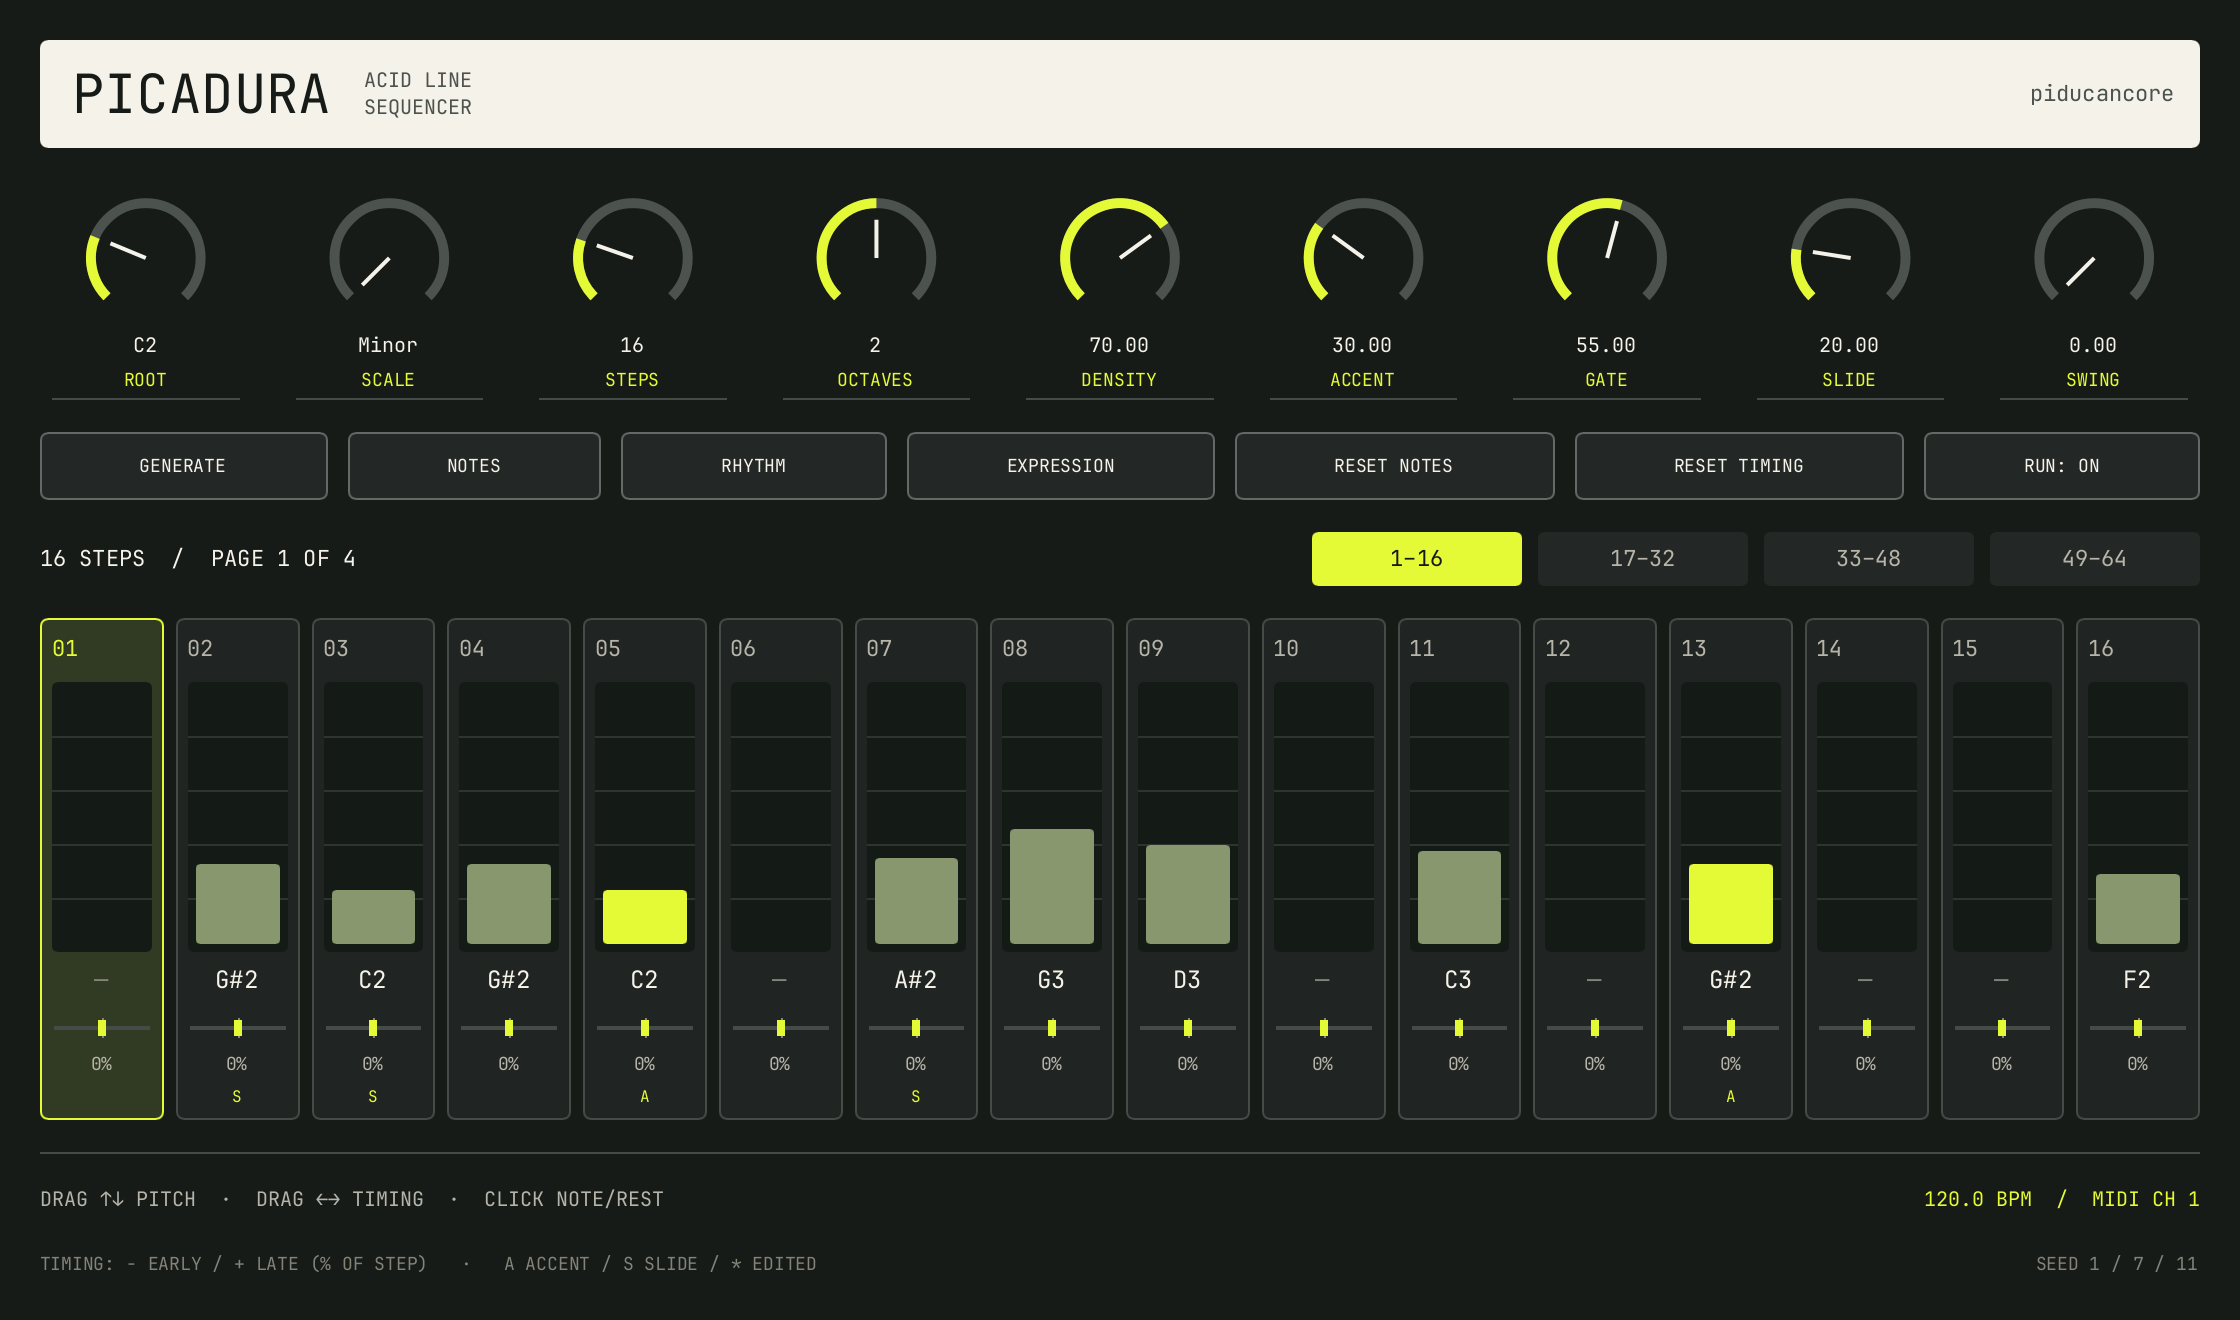 PICADURA
ACID LINE
SEQUENCER
piducancore
C2 Minor 16 2 70.00 30.00 55.00 20.00 0.00
ROOT SCALE STEPS OCTAVES DENSITY ACCENT GATE SLIDE SWING
GENERATE NOTES RHYTHM EXPRESSION RESET NOTES RESET TIMING RUN: ON
16 STEPS / PAGE 1 OF 4 1–16 17–32 33–48 49–64
01 02 03 04 05 06 07 08 09 10 11 12 13 14 15 16
— G#2 C2 G#2 C2 — A#2 G3 D3 — C3 — G#2 — — F2
0% 0% 0% 0% 0% 0% 0% 0% 0% 0% 0% 0% 0% 0% 0% 0%
S S A S A
DRAG ↑↓ PITCH · DRAG ↔ TIMING · CLICK NOTE/REST 120.0 BPM / MIDI CH 1
TIMING: - EARLY / + LATE (% OF STEP) · A ACCENT / S SLIDE / * EDITED SEED 1 / 7 / 11